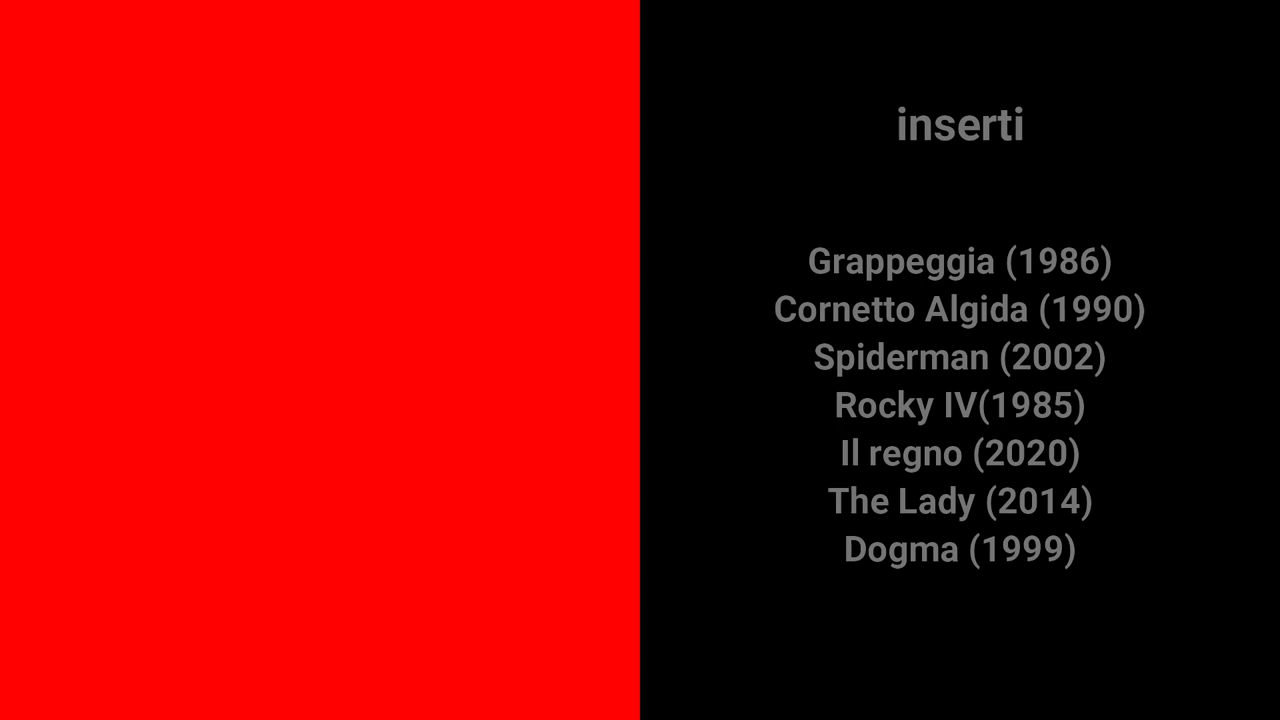 inserti
Grappeggia (1986)
Cornetto Algida (1990)
Spiderman (2002)
Rocky IV(1985)
Il regno (2020)
The Lady (2014)
Dogma (1999)